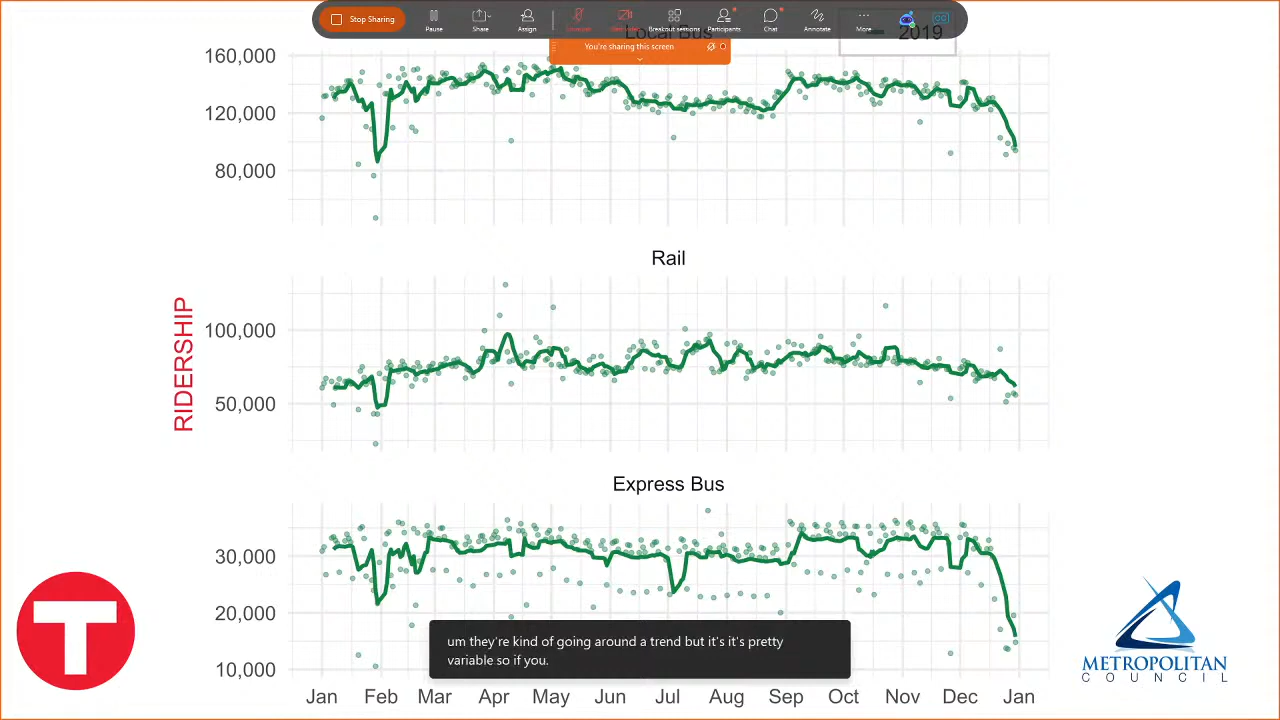 Stop Sharing
Pause
Share
Assign
Breakout sessions
Participants
Chat
Annotate
More
CC
Local Bus
2019
You're sharing this screen
160,000
120,000
80,000
Rail
RIDERSHIP
100,000
50,000
Express Bus
30,000
20,000
10,000
um they're kind of going around a trend but it's it's pretty
variable so if you.
Jan Feb Mar Apr May Jun Jul Aug Sep Oct Nov Dec Jan
T
METROPOLITAN
COUNCIL